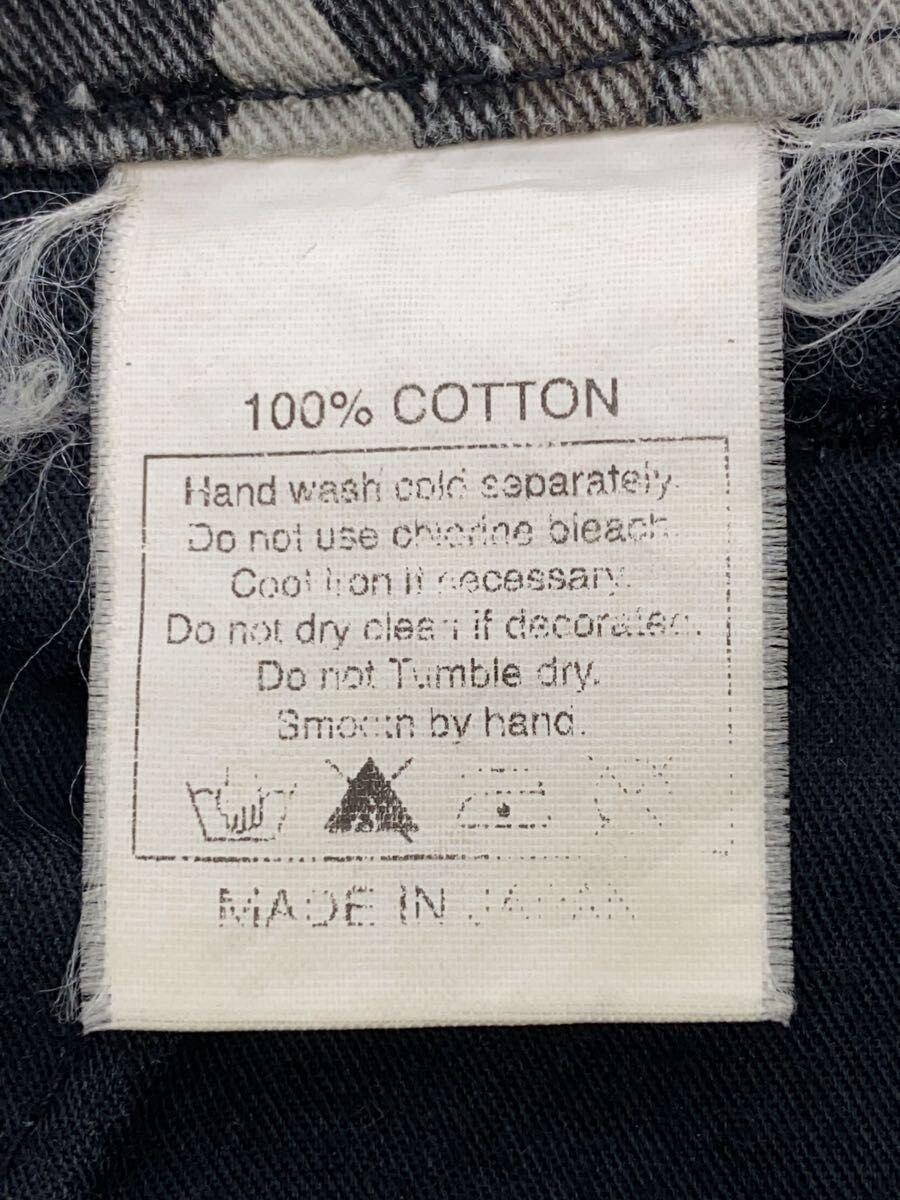 100% COTTON
Hand wash cold separately.
Do not use chlorine bleach.
Cool Iron if necessary.
Do not dry clean if decorated.
Do not Tumble dry.
Smooth by hand.
MADE IN JAPAN